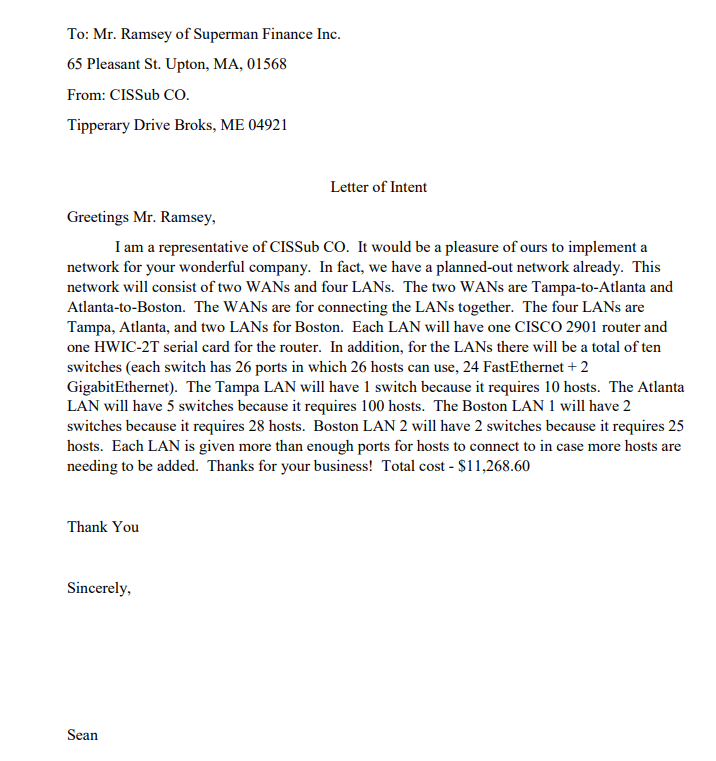 To: Mr. Ramsey of Superman Finance Inc.
65 Pleasant St. Upton, MA, 01568
From: CISSub CO.
Tipperary Drive Broks, ME 04921
Letter of Intent
Greetings Mr. Ramsey,
I am a representative of CISSub CO.  It would be a pleasure of ours to implement a
network for your wonderful company.  In fact, we have a planned-out network already.  This
network will consist of two WANs and four LANs.  The two WANs are Tampa-to-Atlanta and
Atlanta-to-Boston.  The WANs are for connecting the LANs together.  The four LANs are
Tampa, Atlanta, and two LANs for Boston.  Each LAN will have one CISCO 2901 router and
one HWIC-2T serial card for the router.  In addition, for the LANs there will be a total of ten
switches (each switch has 26 ports in which 26 hosts can use, 24 FastEthernet + 2
GigabitEthernet).  The Tampa LAN will have 1 switch because it requires 10 hosts.  The Atlanta
LAN will have 5 switches because it requires 100 hosts.  The Boston LAN 1 will have 2
switches because it requires 28 hosts.  Boston LAN 2 will have 2 switches because it requires 25
hosts.  Each LAN is given more than enough ports for hosts to connect to in case more hosts are
needing to be added.  Thanks for your business!  Total cost - $11,268.60
Thank You
Sincerely,
Sean